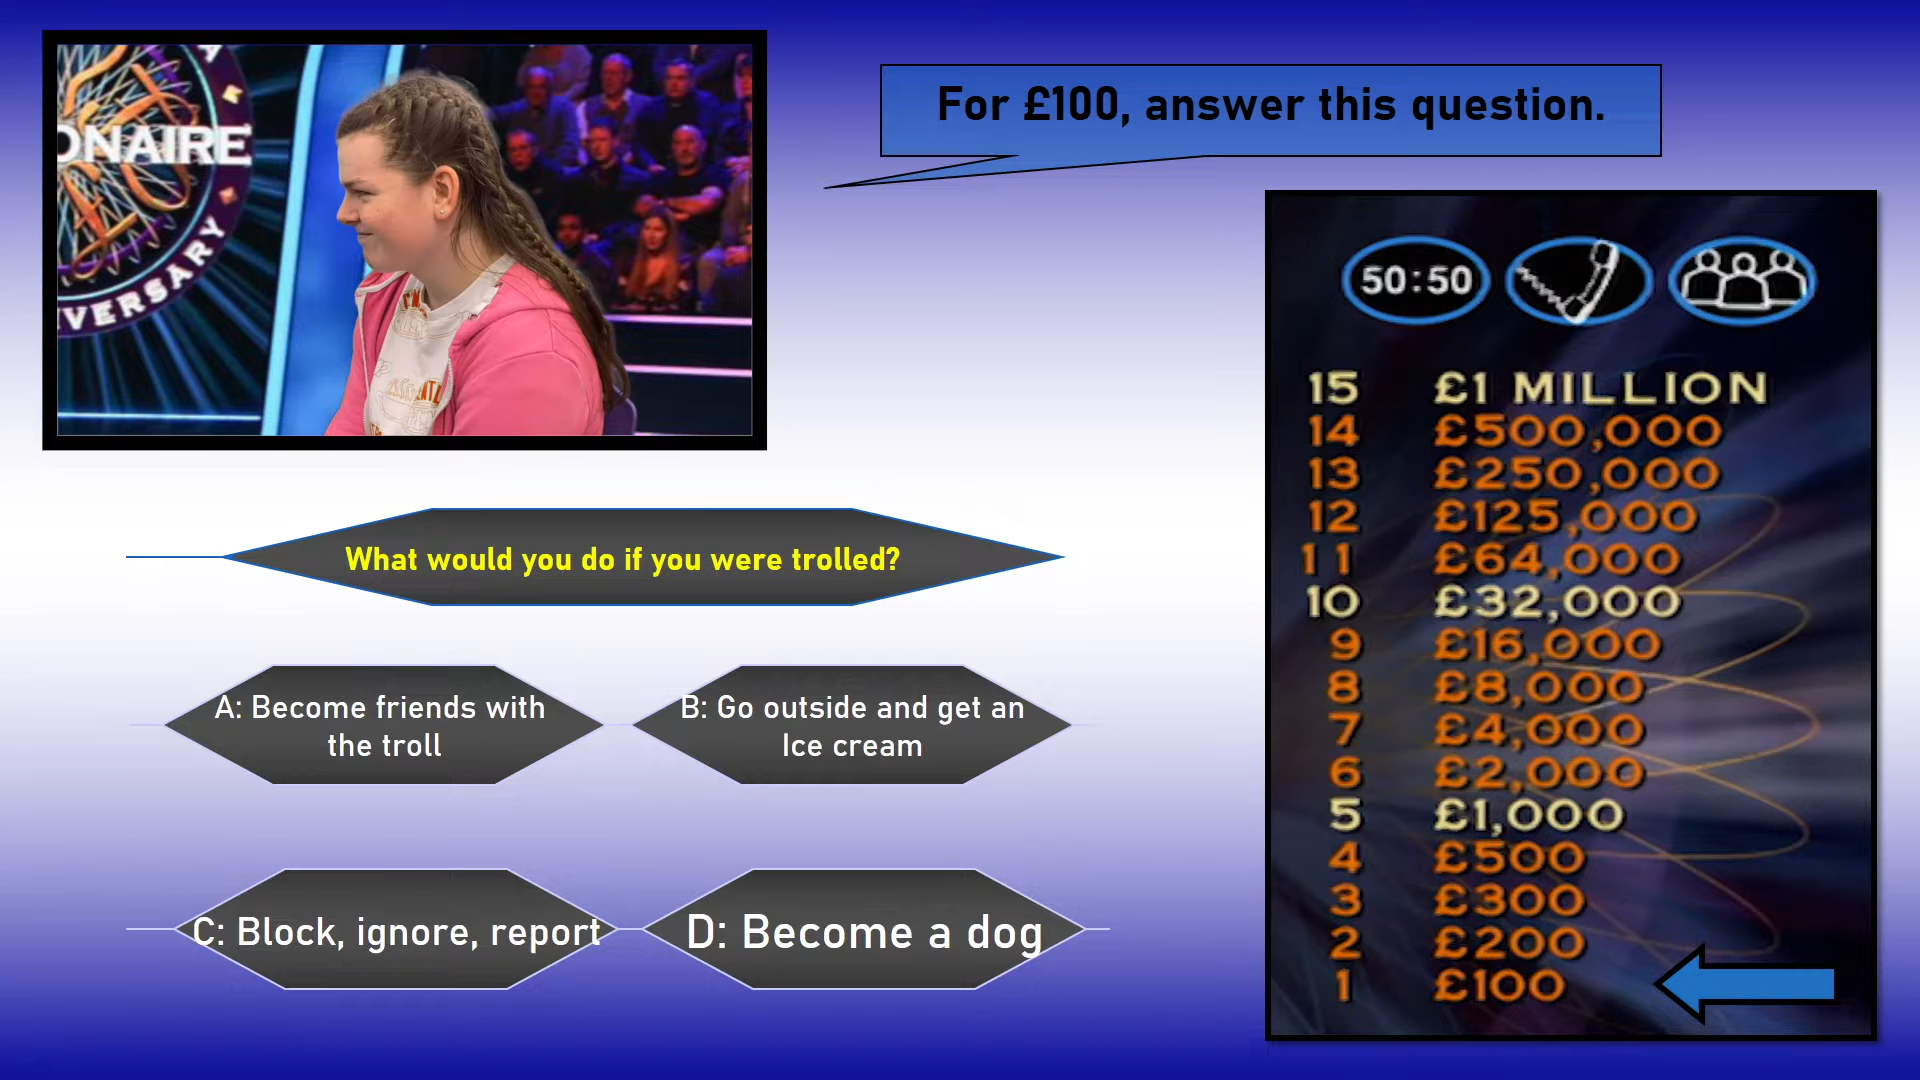 ONAIRE
IVERSARY
For £100, answer this question.
50:50
15 £1 MILLION
14 £500,000
13 £250,000
12 £125,000
11 £64,000
10 £32,000
9 £16,000
8 £8,000
7 £4,000
6 £2,000
5 £1,000
4 £500
3 £300
2 £200
1 £100
What would you do if you were trolled?
A: Become friends with
the troll
B: Go outside and get an
Ice cream
C: Block, ignore, report
D: Become a dog